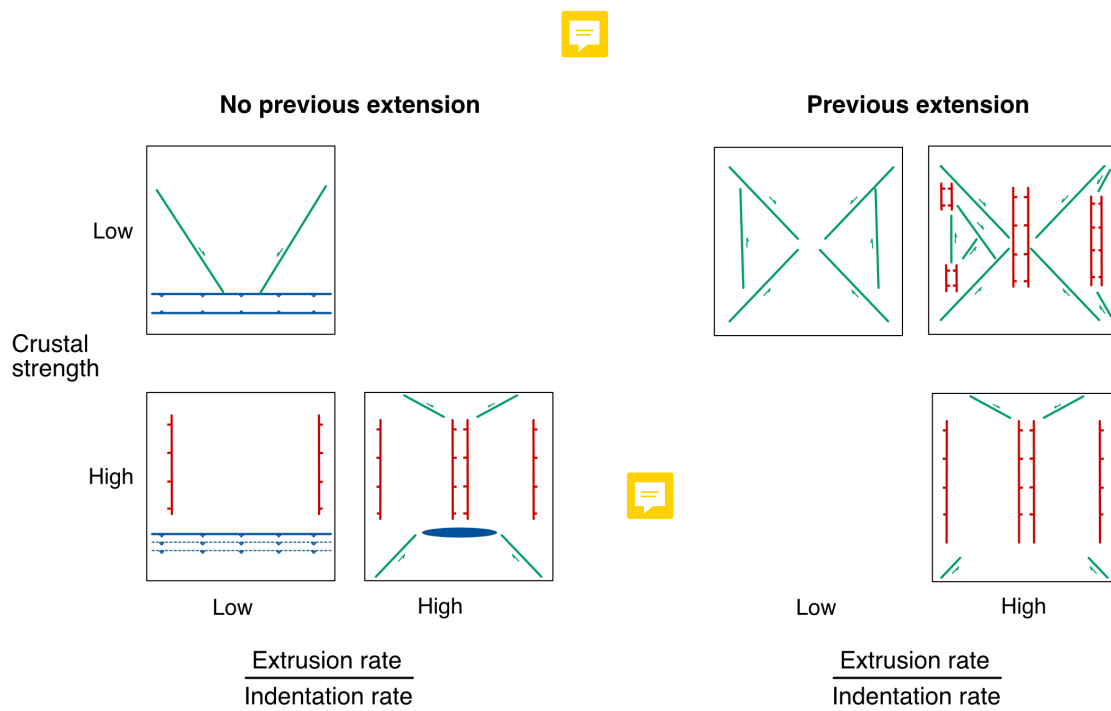 No previous extension
Previous extension
Low
Crustal
strength
High
Low
High
Low
High
Extrusion rate
Indentation rate
Extrusion rate
Indentation rate